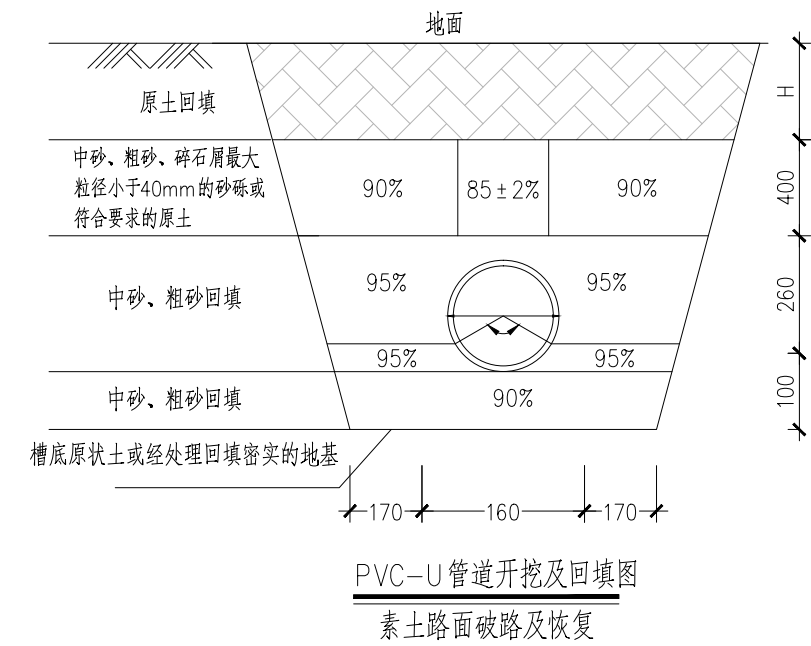 地面
原土回填
H
中砂、粗砂、碎石屑最大
粒径小于40mm的砂砾或
符合要求的原土
90%
85±2%
90%
400
中砂、粗砂回填
95%
95%
260
95%
95%
中砂、粗砂回填
90%
100
槽底原状土或经处理回填密实的地基
170
160
170
PVC-U管道开挖及回填图
素土路面破路及恢复